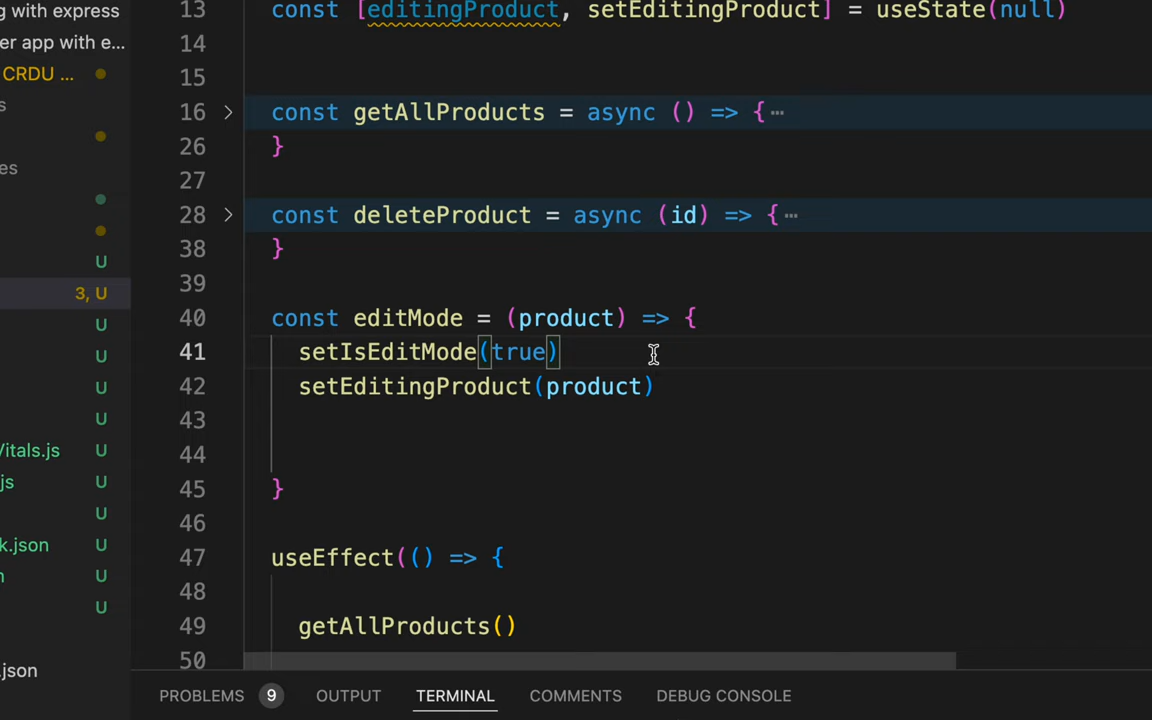 g with express
er app with e...
CRDU ...
s
es
3, U
U
U
U
U
Vitals.js U
js U
U
k.json U
n U
U
.json
13 const [editingProduct, setEditingProduct] = useState(null)
14
15
16 const getAllProducts = async () => {⋯
26 }
27
28 const deleteProduct = async (id) => {⋯
38 }
39
40 const editMode = (product) => {
41 setIsEditMode(true)
42 setEditingProduct(product)
43
44
45 }
46
47 useEffect(() => {
48
49 getAllProducts()
50
PROBLEMS 9 OUTPUT TERMINAL COMMENTS DEBUG CONSOLE